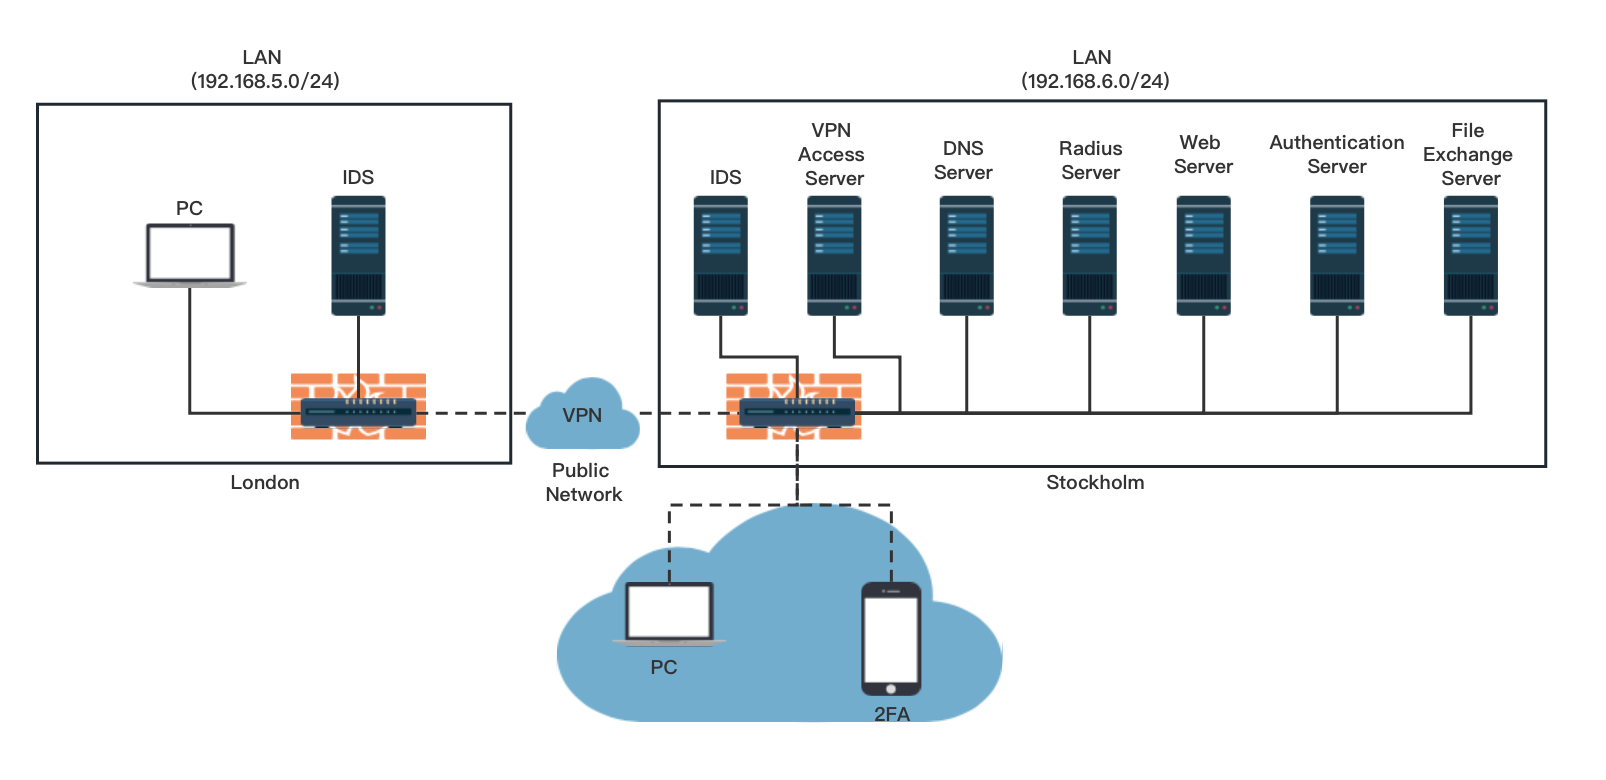 LAN
(192.168.5.0/24)
LAN
(192.168.6.0/24)
PC
IDS
IDS
VPN
Access
Server
DNS
Server
Radius
Server
Web
Server
Authentication
Server
File
Exchange
Server
VPN
Public
Network
London
Stockholm
PC
2FA